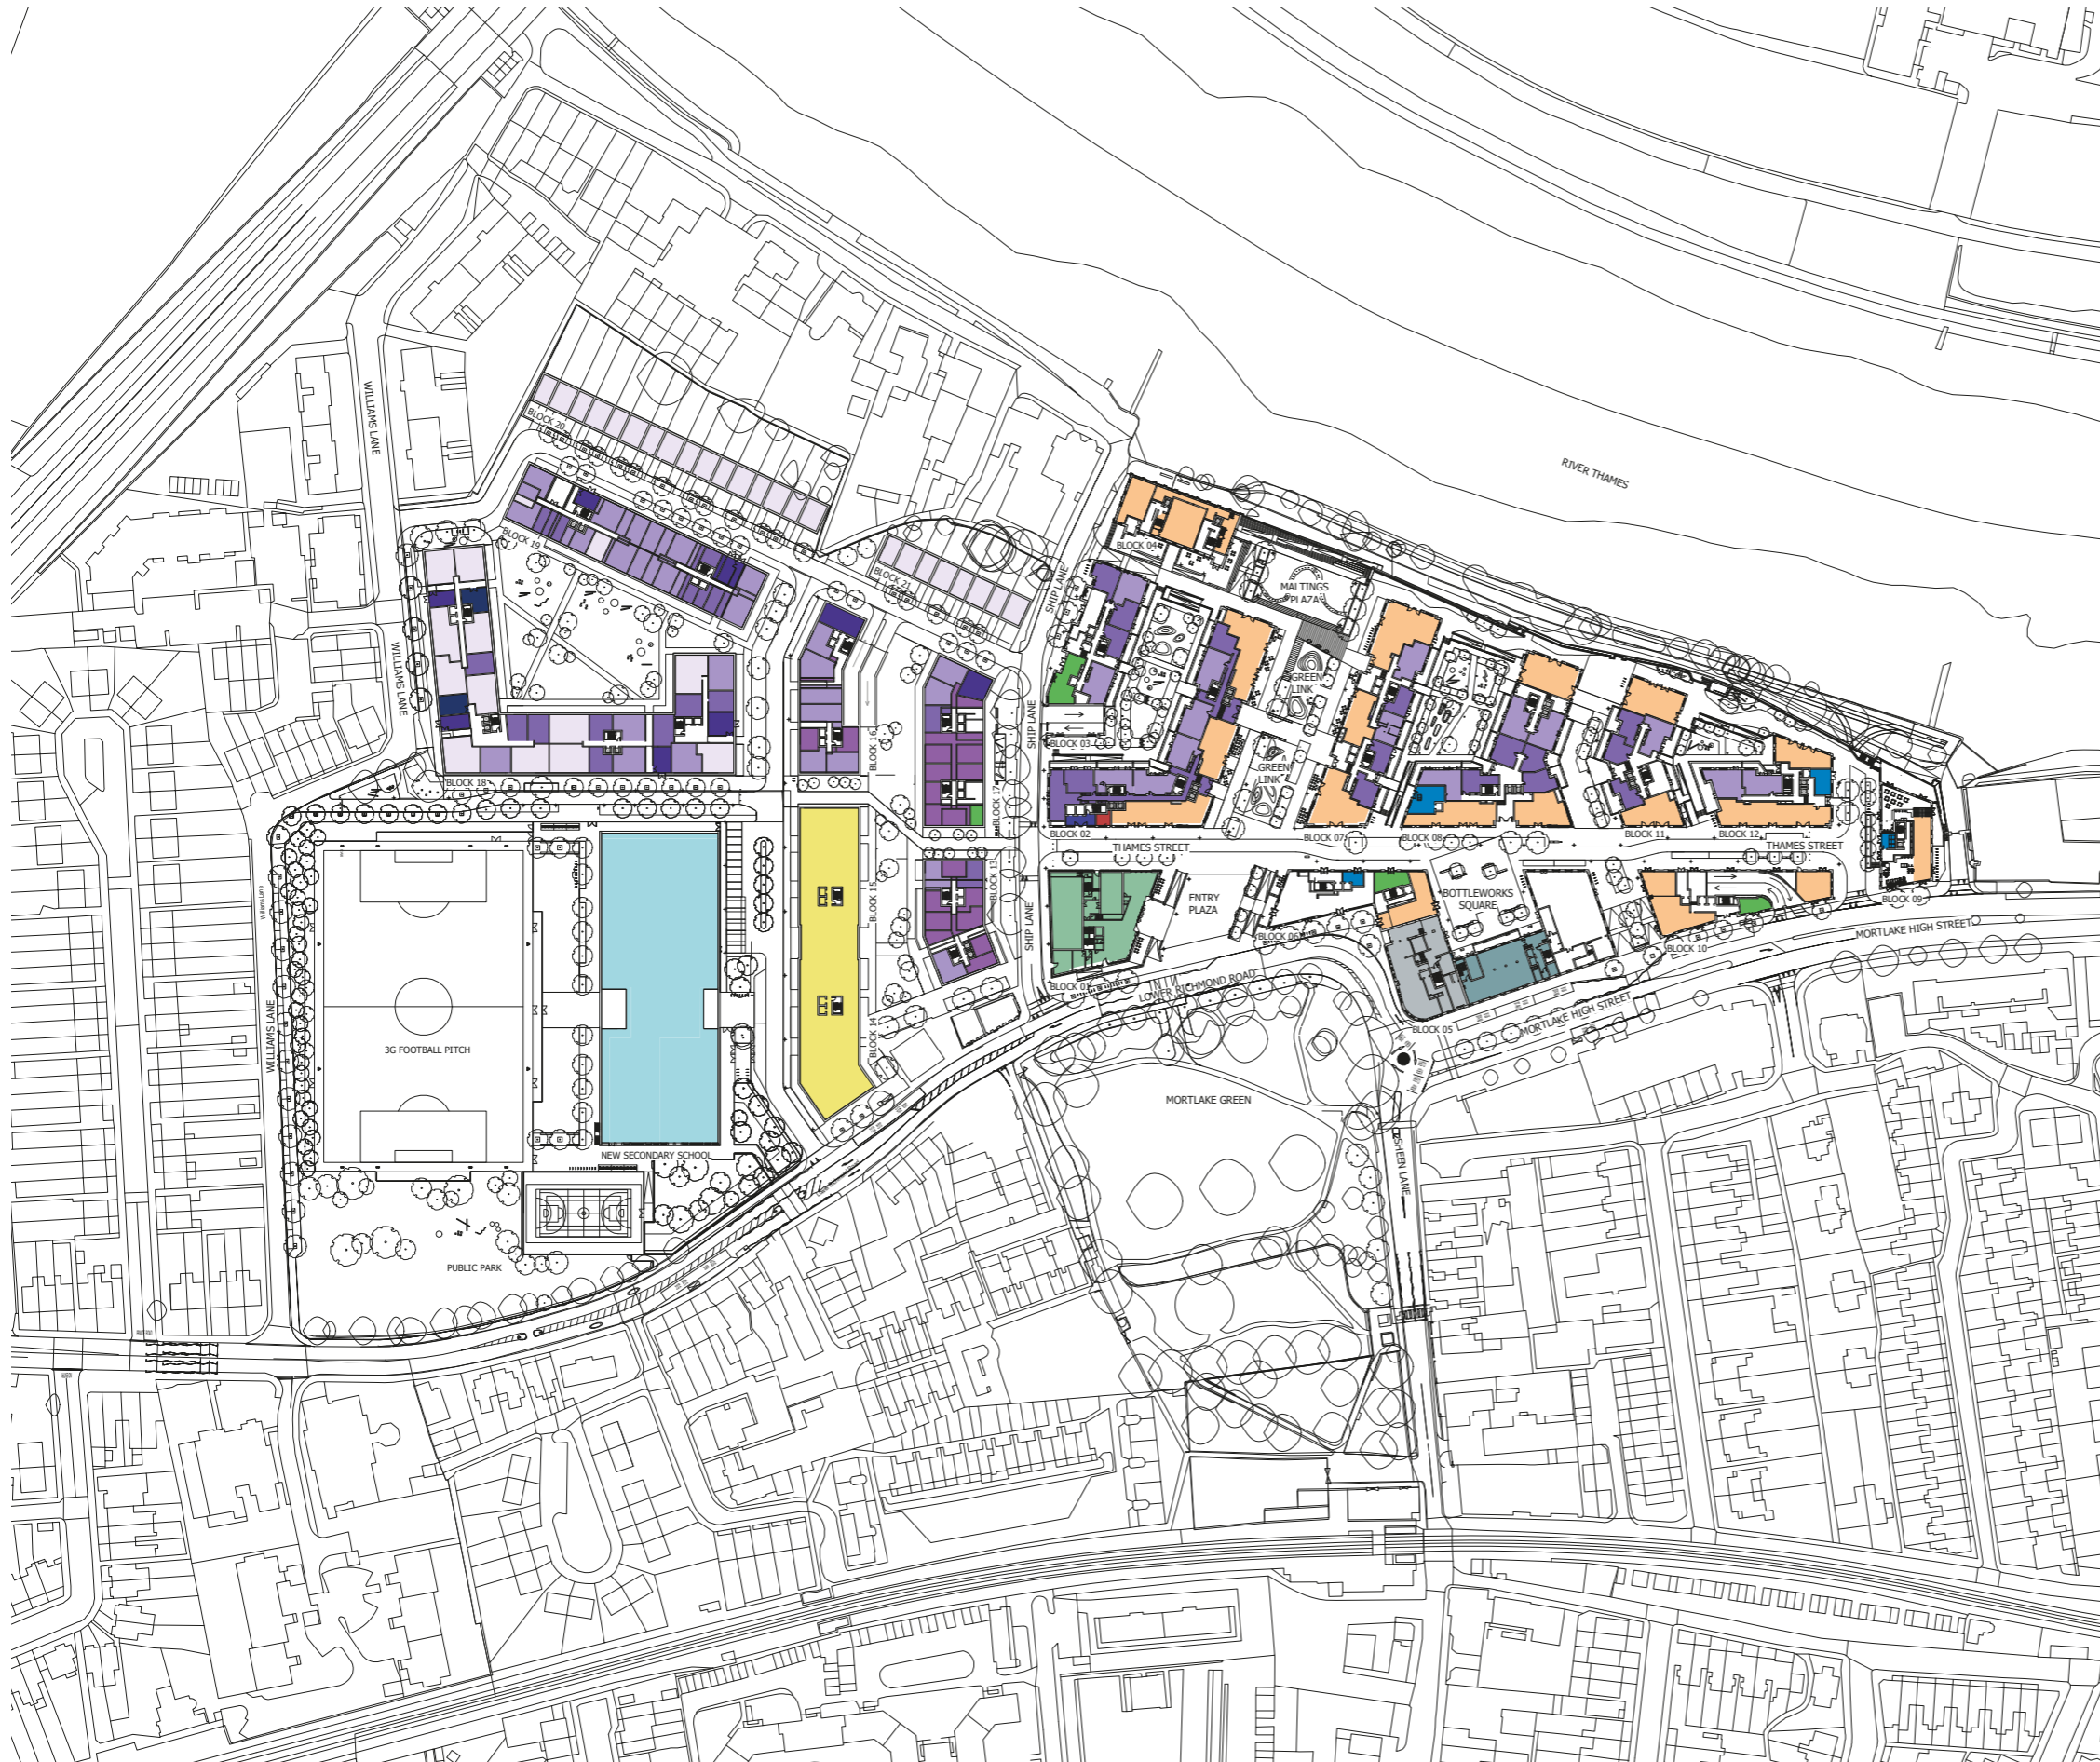 RIVER THAMES
WILLIAMS LANE
BLOCK 20
BLOCK 19
BLOCK 04
BLOCK 21
SHIP LANE
MALTINGS
PLAZA
WILLIAMS LANE
GREEN
LINK
SHIP LANE
BLOCK 16
BLOCK 03
GREEN
LINK
BLOCK 18
BLOCK 17
BLOCK 02
BLOCK 07
BLOCK 08
BLOCK 11
BLOCK 12
THAMES STREET
THAMES STREET
BLOCK 15
BLOCK 13
Williams Lane
ENTRY
PLAZA
BOTTLEWORKS
SQUARE
BLOCK 09
SHIP LANE
BLOCK 06
MORTLAKE HIGH STREET
BLOCK 10
BLOCK 01
LOWER RICHMOND ROAD
MORTLAKE HIGH STREET
BLOCK 05
WILLIAMS LANE
3G FOOTBALL PITCH
BLOCK 14
MORTLAKE GREEN
SHEEN LANE
NEW SECONDARY SCHOOL
PUBLIC PARK